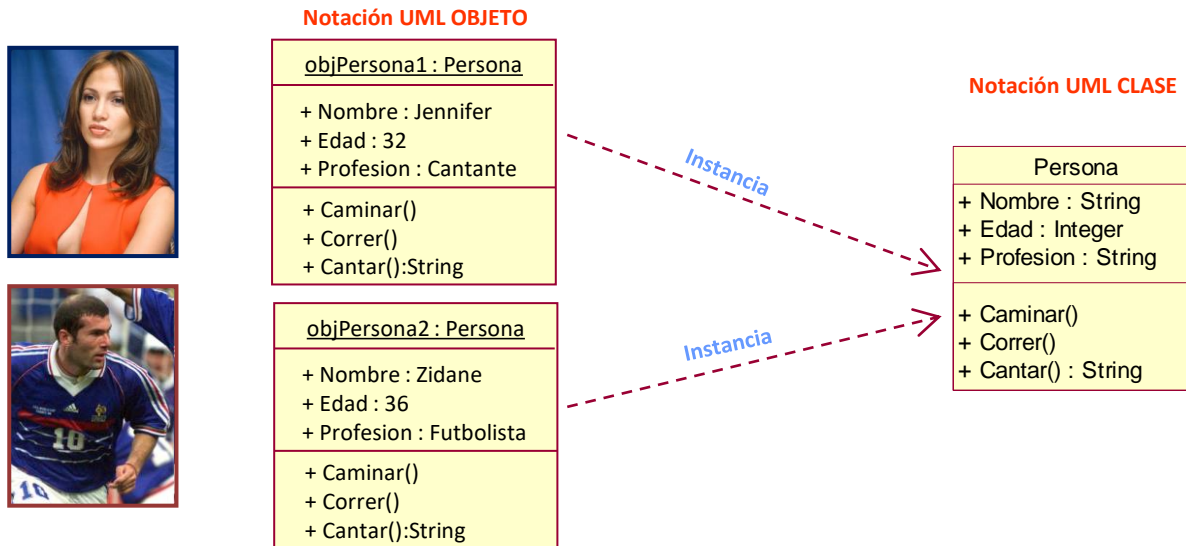 Notación UML OBJETO
objPersona1 : Persona
+ Nombre : Jennifer
+ Edad : 32
+ Profesion : Cantante
+ Caminar()
+ Correr()
+ Cantar():String
Instancia
Notación UML CLASE
Persona
+ Nombre : String
+ Edad : Integer
+ Profesion : String
+ Caminar()
+ Correr()
+ Cantar() : String
objPersona2 : Persona
+ Nombre : Zidane
+ Edad : 36
+ Profesion : Futbolista
+ Caminar()
+ Correr()
+ Cantar():String
Instancia
10
10